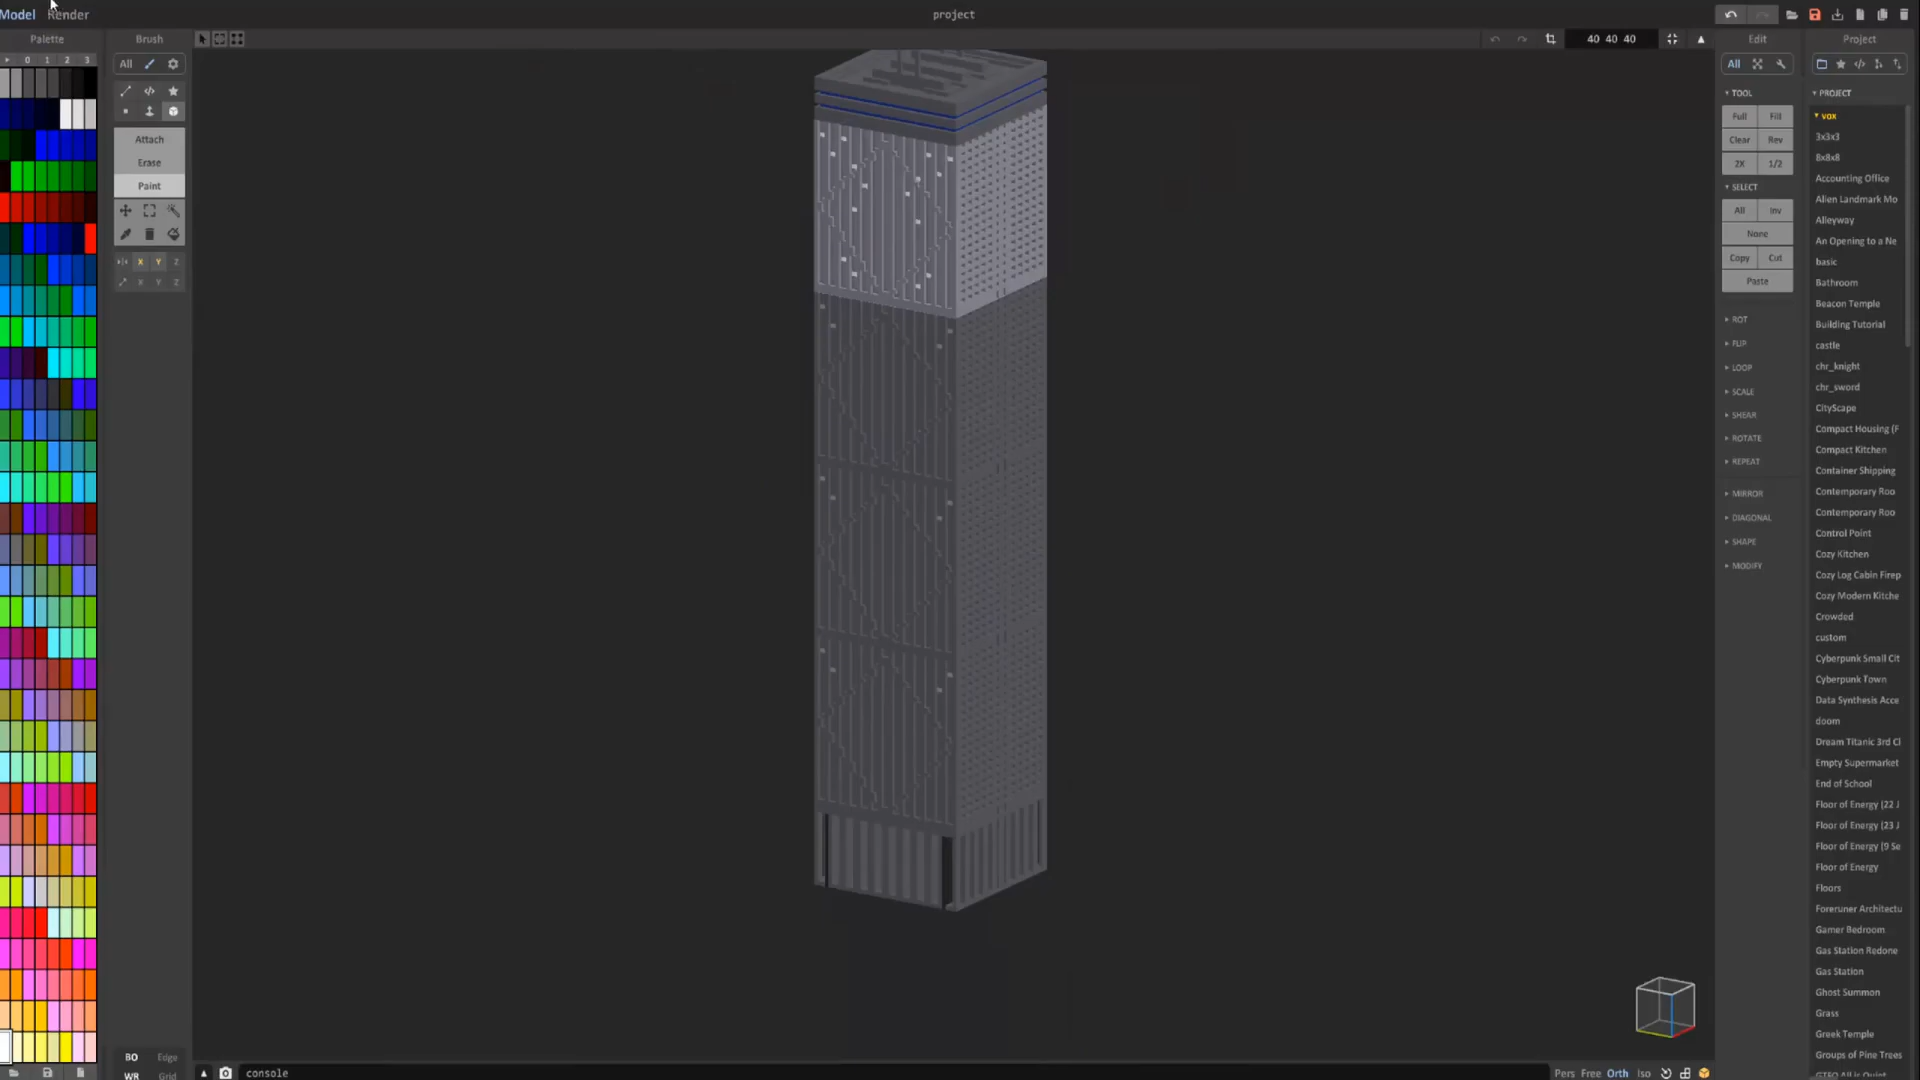 Model Render
project
Palette
Brush
40 40 40
Edit
Project
0 1 2 3
All
All
TOOL
PROJECT
Full Fill
Clear Rev
2X 1/2
SELECT
All Inv
None
Copy Cut
Paste
ROT
FLIP
LOOP
SCALE
SHEAR
ROTATE
REPEAT
MIRROR
DIAGONAL
SHAPE
MODIFY
Attach
Erase
Paint
X Y Z
X Y Z
vox
3x3x3
8x8x8
Accounting Office
Alien Landmark Mo
Alleyway
An Opening to a Ne
basic
Bathroom
Beacon Temple
Building Tutorial
castle
chr_knight
chr_sword
CityScape
Compact Housing (F
Compact Kitchen
Container Shipping
Contemporary Roo
Contemporary Roo
Control Point
Cozy Kitchen
Cozy Log Cabin Firep
Cozy Modern Kitche
Crowded
custom
Cyberpunk Small Cit
Cyberpunk Town
Data Synthesis Acce
doom
Dream Titanic 3rd Cl
Empty Supermarket
End of School
Floor of Energy (22 J
Floor of Energy (23 J
Floor of Energy (9 Se
Floor of Energy
Floors
Foreruner Architectu
Gamer Bedroom
Gas Station Redone
Gas Station
Ghost Summon
Grass
Greek Temple
Groups of Pine Trees
BO Edge
WR Grid
console
Pers Free Orth Iso